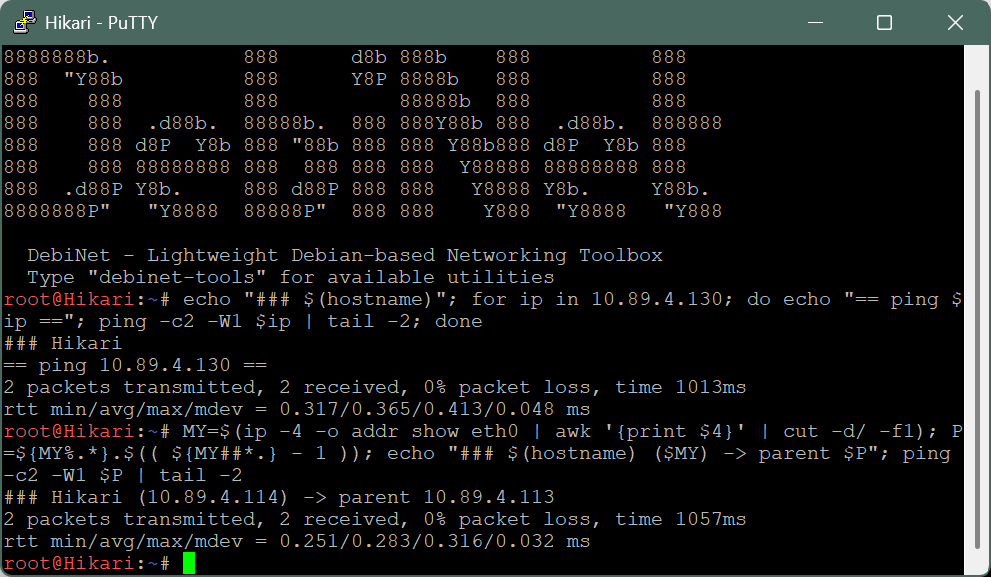 Hikari - PuTTY
8888888b.           888      d8b 888b    888          888
888  "Y88b          888      Y8P 8888b   888          888
888    888          888          88888b  888          888
888    888  .d88b.  88888b.  888 888Y88b 888  .d88b.  888888
888    888 d8P  Y8b 888 "88b 888 888 Y88b888 d8P  Y8b 888
888    888 88888888 888  888 888 888  Y88888 88888888 888
888  .d88P Y8b.     888 d88P 888 888   Y8888 Y8b.     Y88b.
8888888P"   "Y8888  88888P"  888 888    Y888  "Y8888   "Y888
DebiNet - Lightweight Debian-based Networking Toolbox
Type "debinet-tools" for available utilities
root@Hikari:~# echo "### $(hostname)"; for ip in 10.89.4.130; do echo "== ping $
ip =="; ping -c2 -W1 $ip | tail -2; done
### Hikari
== ping 10.89.4.130 ==
2 packets transmitted, 2 received, 0% packet loss, time 1013ms
rtt min/avg/max/mdev = 0.317/0.365/0.413/0.048 ms
root@Hikari:~# MY=$(ip -4 -o addr show eth0 | awk '{print $4}' | cut -d/ -f1); P
=${MY%.*}.$(( ${MY##*.} - 1 )); echo "### $(hostname) ($MY) -> parent $P"; ping
-c2 -W1 $P | tail -2
### Hikari (10.89.4.114) -> parent 10.89.4.113
2 packets transmitted, 2 received, 0% packet loss, time 1057ms
rtt min/avg/max/mdev = 0.251/0.283/0.316/0.032 ms
root@Hikari:~#